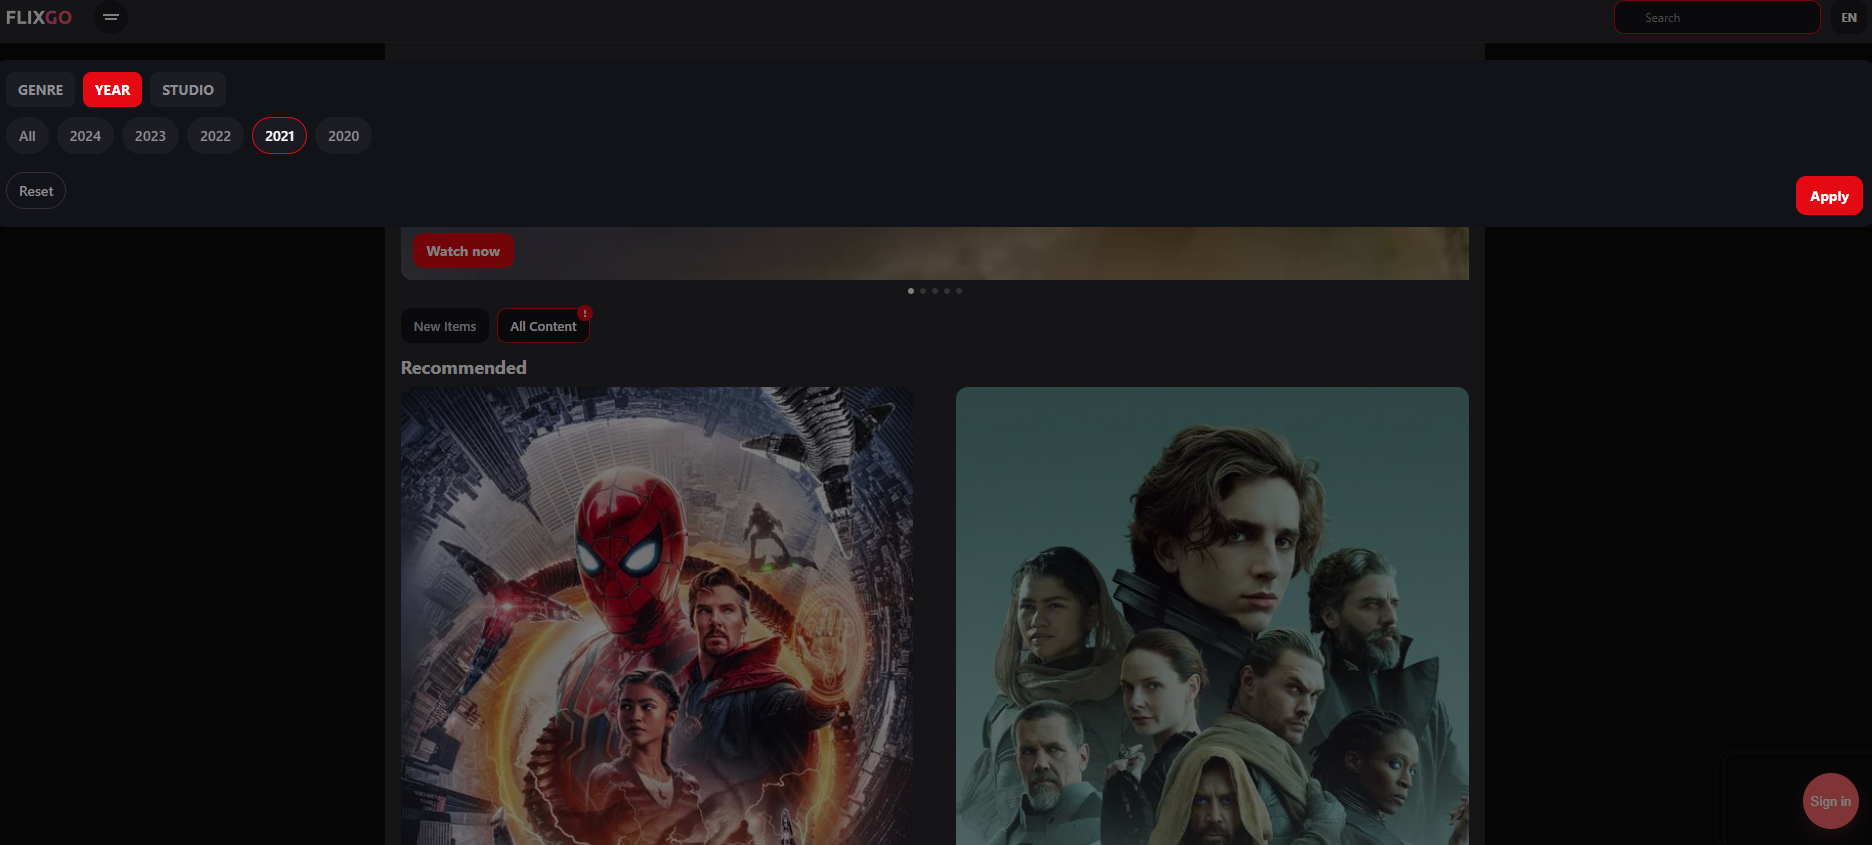 FLIXGO
Search
EN
GENRE YEAR STUDIO
All 2024 2023 2022 2021 2020
Reset
Apply
Watch now
New Items All Content !
Recommended
Sign in